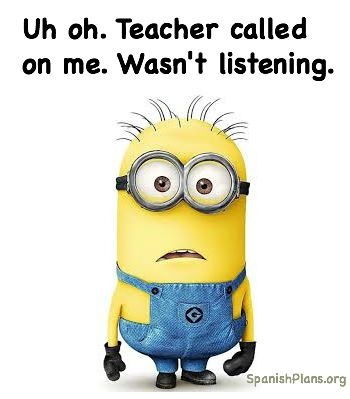 Uh oh. Teacher called
on me. Wasn't listening.
SpanishPlans.org